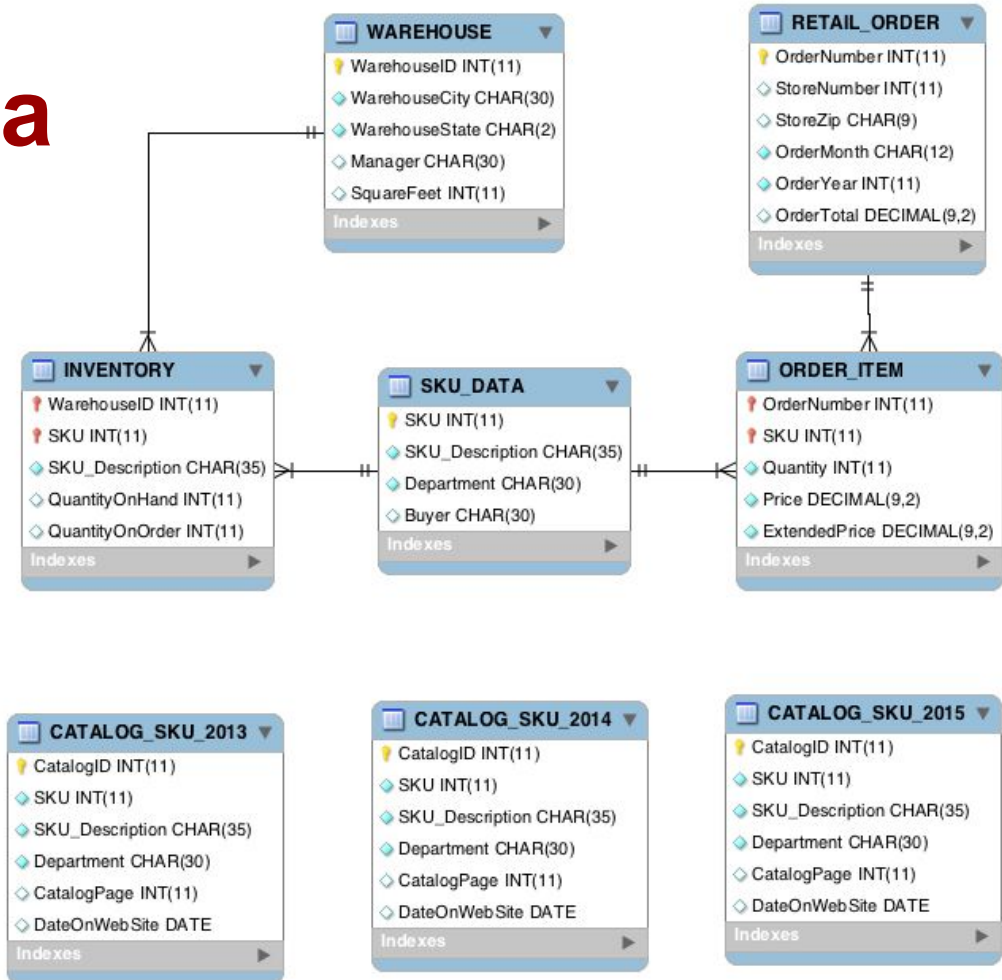 a
WAREHOUSE
WarehouseID INT(11)
WarehouseCity CHAR(30)
WarehouseState CHAR(2)
Manager CHAR(30)
SquareFeet INT(11)
Indexes
RETAIL_ORDER
OrderNumber INT(11)
StoreNumber INT(11)
StoreZip CHAR(9)
OrderMonth CHAR(12)
OrderYear INT(11)
OrderTotal DECIMAL(9,2)
Indexes
INVENTORY
WarehouseID INT(11)
SKU INT(11)
SKU_Description CHAR(35)
QuantityOnHand INT(11)
QuantityOnOrder INT(11)
Indexes
SKU_DATA
SKU INT(11)
SKU_Description CHAR(35)
Department CHAR(30)
Buyer CHAR(30)
Indexes
ORDER_ITEM
OrderNumber INT(11)
SKU INT(11)
Quantity INT(11)
Price DECIMAL(9,2)
ExtendedPrice DECIMAL(9,2)
Indexes
CATALOG_SKU_2013
CatalogID INT(11)
SKU INT(11)
SKU_Description CHAR(35)
Department CHAR(30)
CatalogPage INT(11)
DateOnWebSite DATE
Indexes
CATALOG_SKU_2014
CatalogID INT(11)
SKU INT(11)
SKU_Description CHAR(35)
Department CHAR(30)
CatalogPage INT(11)
DateOnWebSite DATE
Indexes
CATALOG_SKU_2015
CatalogID INT(11)
SKU INT(11)
SKU_Description CHAR(35)
Department CHAR(30)
CatalogPage INT(11)
DateOnWebSite DATE
Indexes